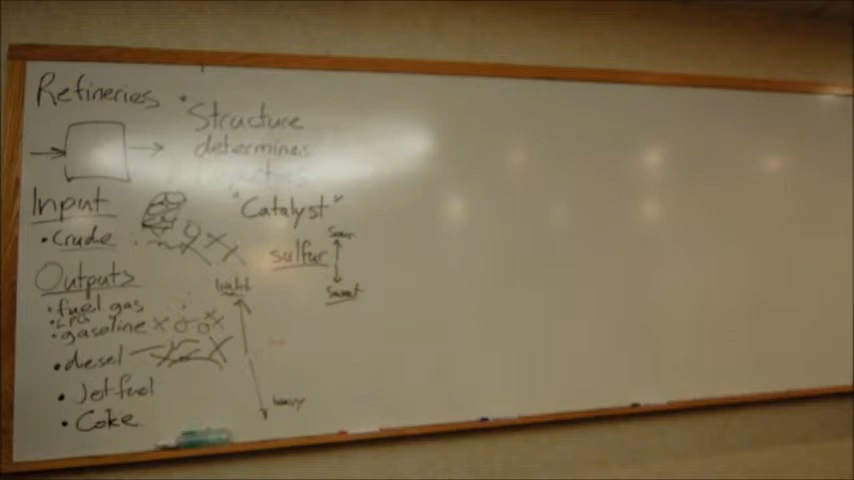 Refineries
"Structure
determines
properties
Input
"Catalyst"
• Crude
sulfur
Sour
Sweet
Outputs
light
• fuel gas
• LPG
• gasoline
• diesel
• Jet fuel
heavy
• Coke